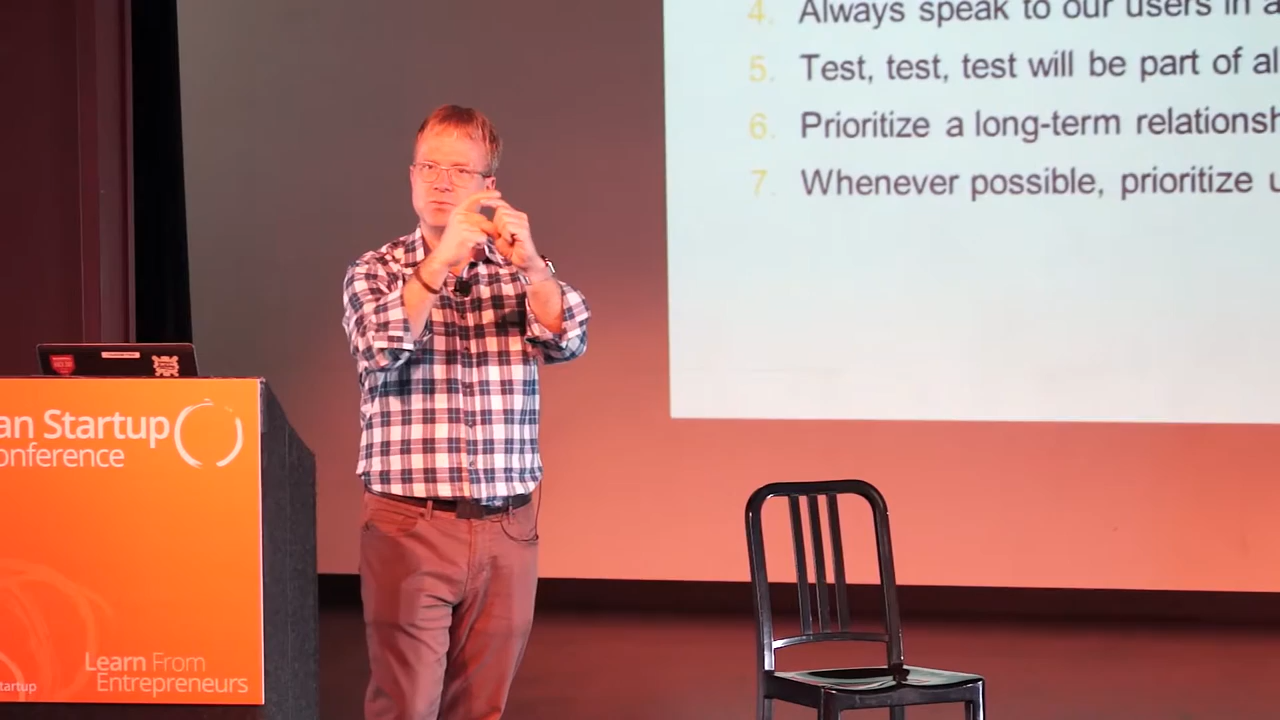 4. Always speak to our users in a
5. Test, test, test will be part of al
6. Prioritize a long-term relationsh
7. Whenever possible, prioritize u
an Startup
onference
Learn From
Entrepreneurs
tartup